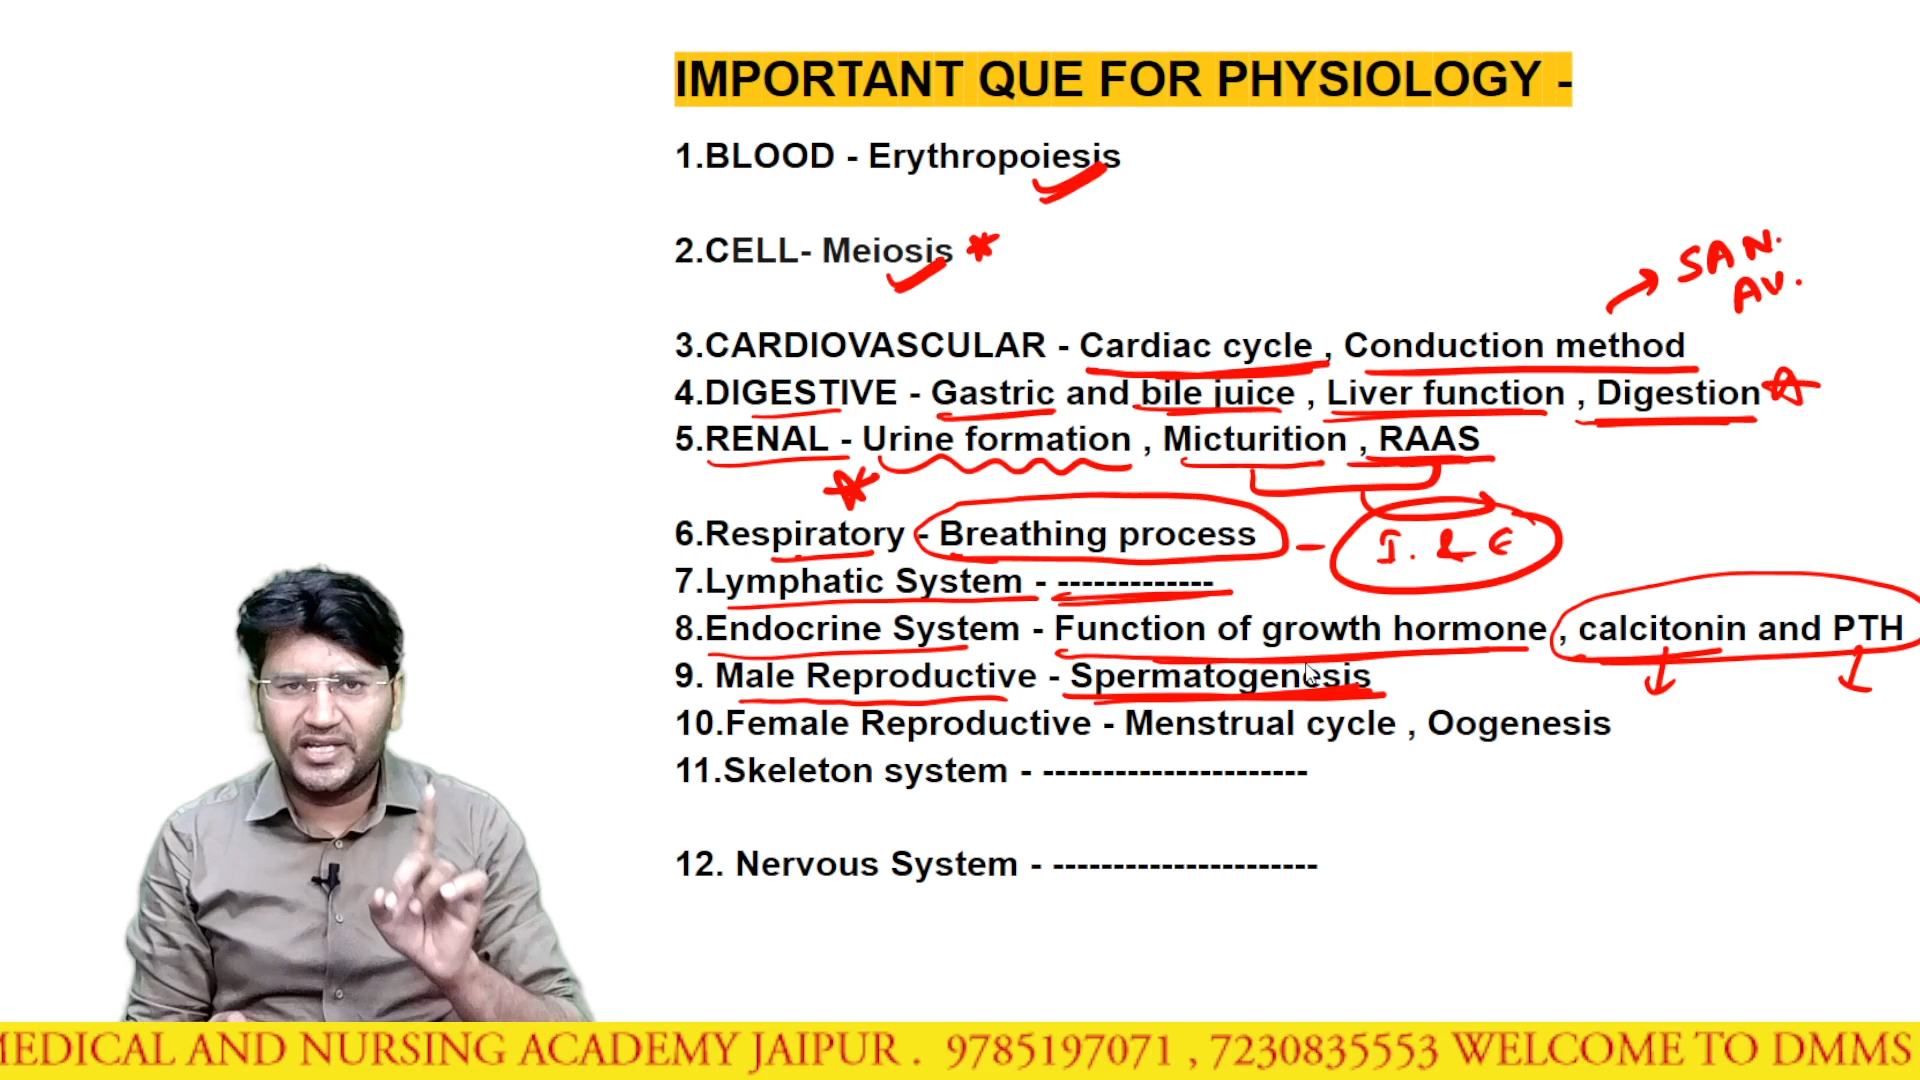 IMPORTANT QUE FOR PHYSIOLOGY -
1.BLOOD - Erythropoiesis
2.CELL- Meiosis
SAN.
AV.
3.CARDIOVASCULAR - Cardiac cycle , Conduction method
4.DIGESTIVE - Gastric and bile juice , Liver function , Digestion
5.RENAL - Urine formation , Micturition , RAAS
6.Respiratory - Breathing process - I. & E
7.Lymphatic System - -------------
8.Endocrine System - Function of growth hormone , calcitonin and PTH
9. Male Reproductive - Spermatogenesis
10.Female Reproductive - Menstrual cycle , Oogenesis
11.Skeleton system - ----------------------
12. Nervous System - ----------------------
MEDICAL AND NURSING ACADEMY JAIPUR . 9785197071 , 7230835553 WELCOME TO DMMS